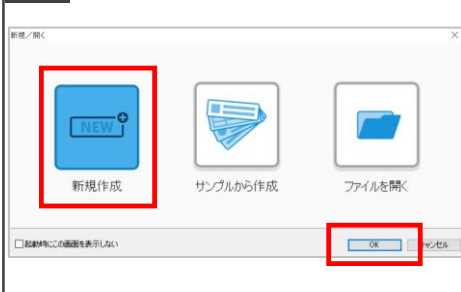 新規／開く
NEW
新規作成
サンプルから作成
ファイルを開く
起動時にこの画面を表示しない
OK
キャンセル